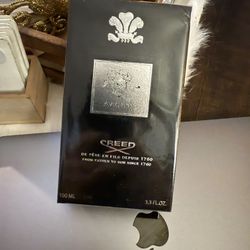 CREED
DE PÈRE EN FILS DEPUIS 1760
FROM FATHER TO SON SINCE 1760
100 ML
3,3 FL.OZ.